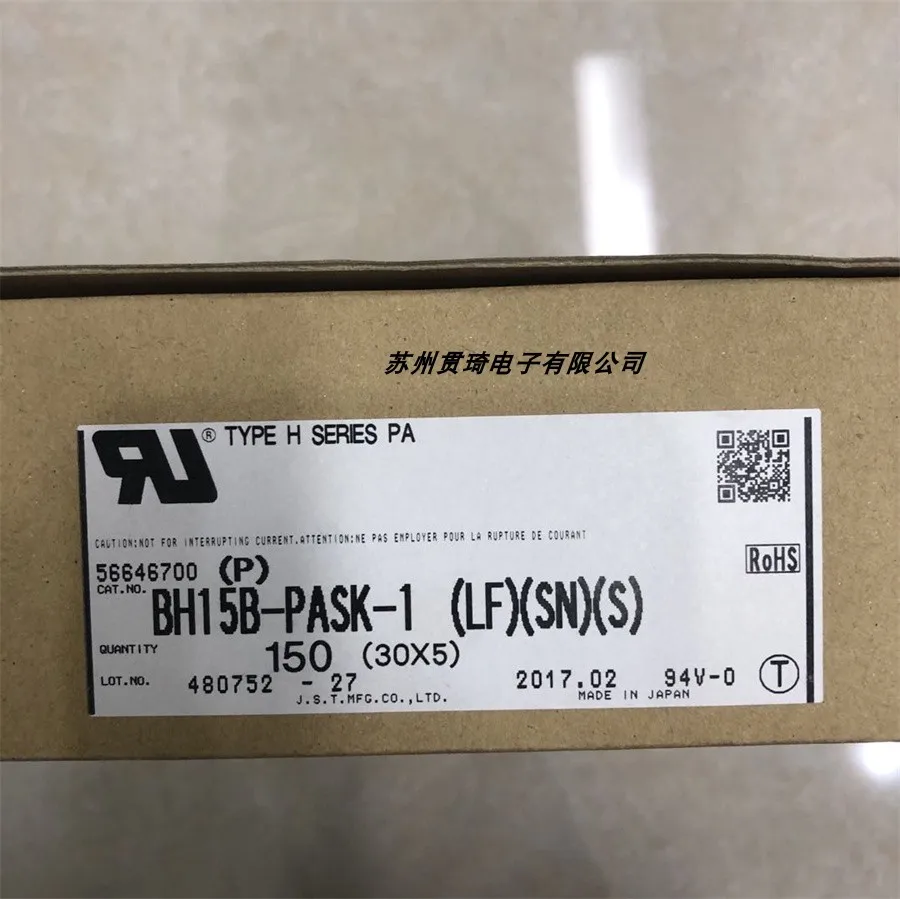 苏州贯琦电子有限公司
RU® TYPE H SERIES PA
CAUTION:NOT FOR INTERRUPTING CURRENT.ATTENTION:NE PAS EMPLOYER POUR LA RUPTURE DE COURANT
56646700 (P)
RoHS
CAT.NO. BH15B-PASK-1 (LF)(SN)(S)
QUANTITY 150 (30X5)
LOT.NO. 480752 - 27 2017.02 94V-0 T
J.S.T.MFG.CO.,LTD. MADE IN JAPAN